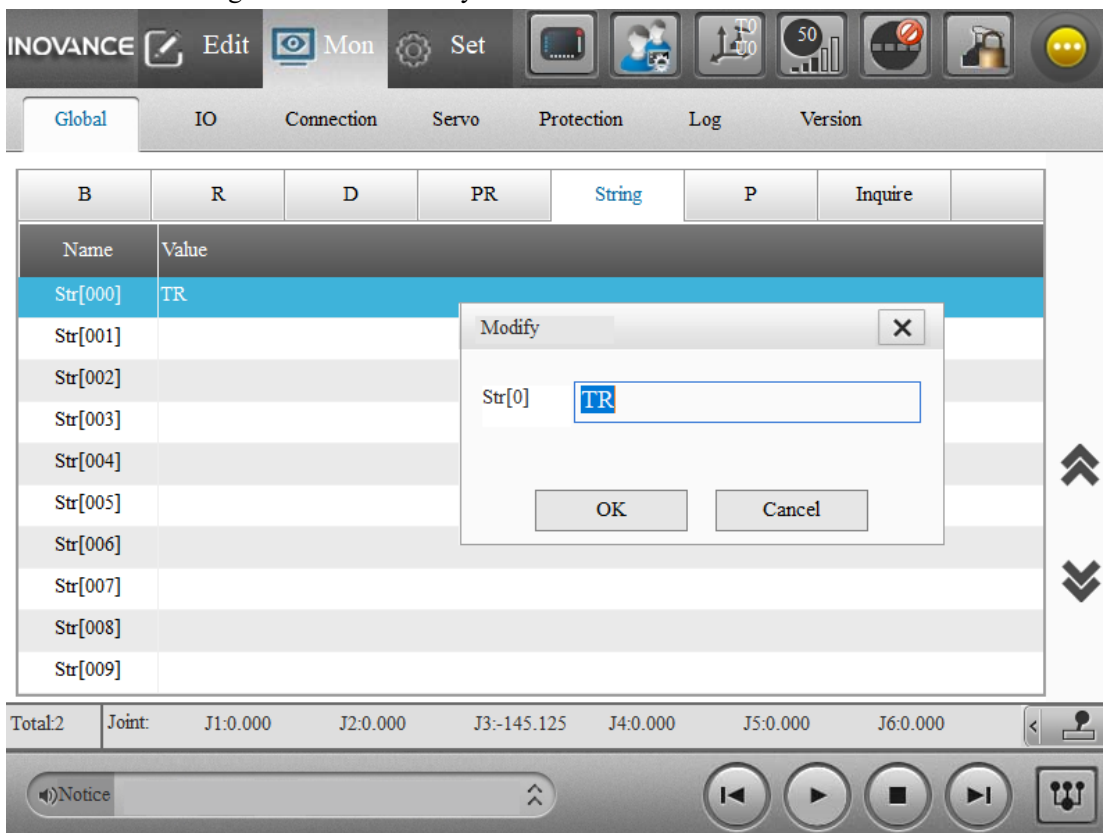 INOVANCE Edit Mon Set T0 U0 50
Global IO Connection Servo Protection Log Version
B R D PR String P Inquire
Name Value
Str[000] TR
Str[001]
Str[002]
Str[003]
Str[004]
Str[005]
Str[006]
Str[007]
Str[008]
Str[009]
Modify
Str[0] TR
OK Cancel
Total:2 Joint: J1:0.000 J2:0.000 J3:-145.125 J4:0.000 J5:0.000 J6:0.000
Notice